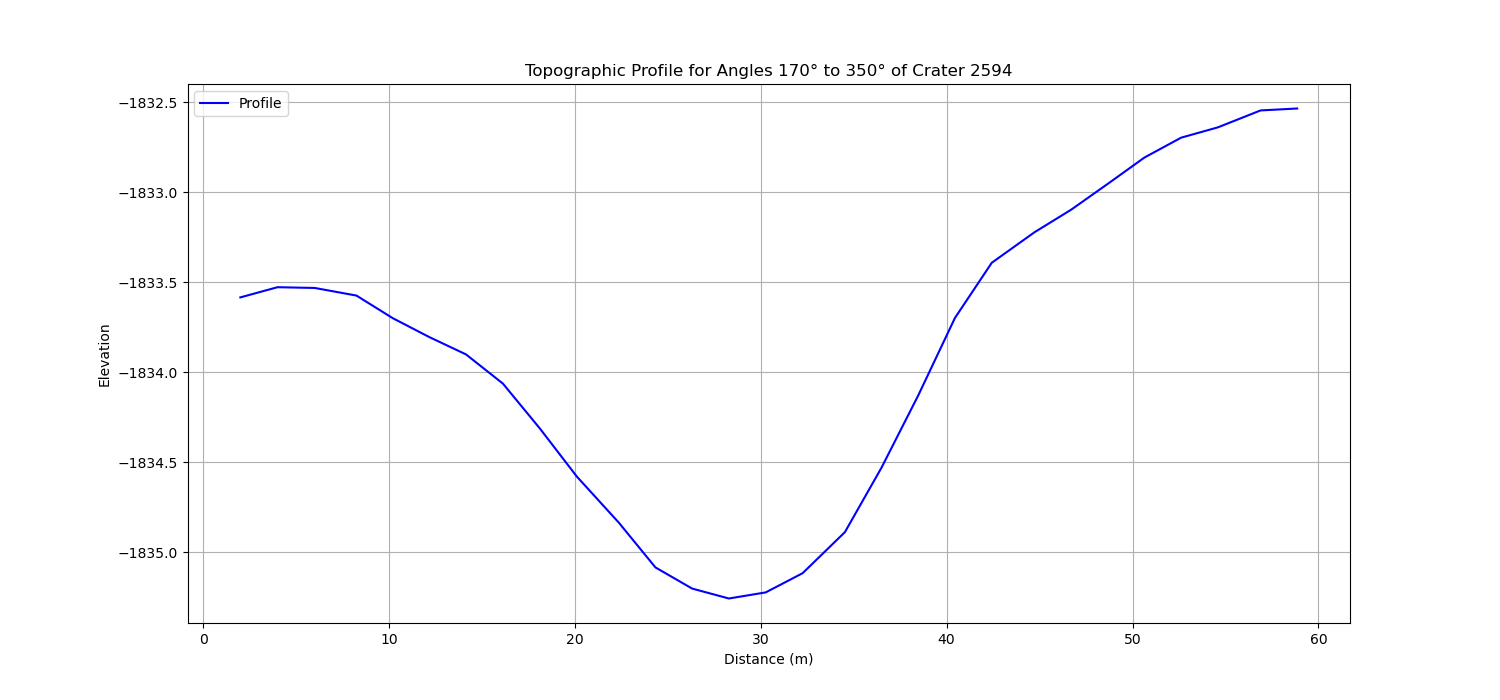 Topographic Profile for Angles 170° to 350° of Crater 2594
Profile
Elevation
−1832.5
−1833.0
−1833.5
−1834.0
−1834.5
−1835.0
0 10 20 30 40 50 60
Distance (m)